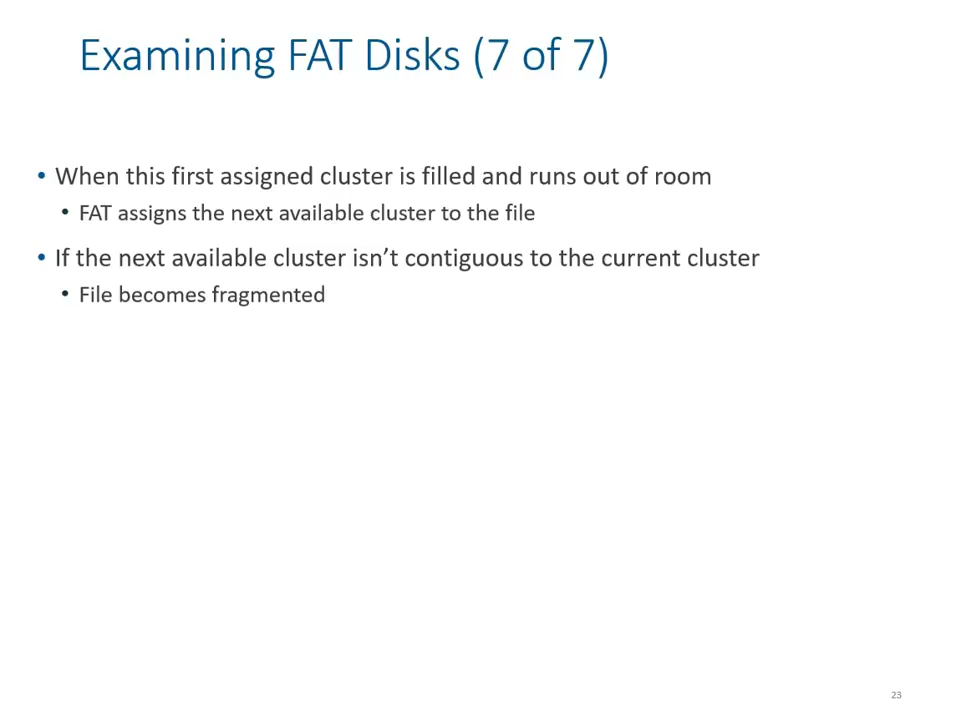 Examining FAT Disks (7 of 7)
• When this first assigned cluster is filled and runs out of room
• FAT assigns the next available cluster to the file
• If the next available cluster isn’t contiguous to the current cluster
• File becomes fragmented
23